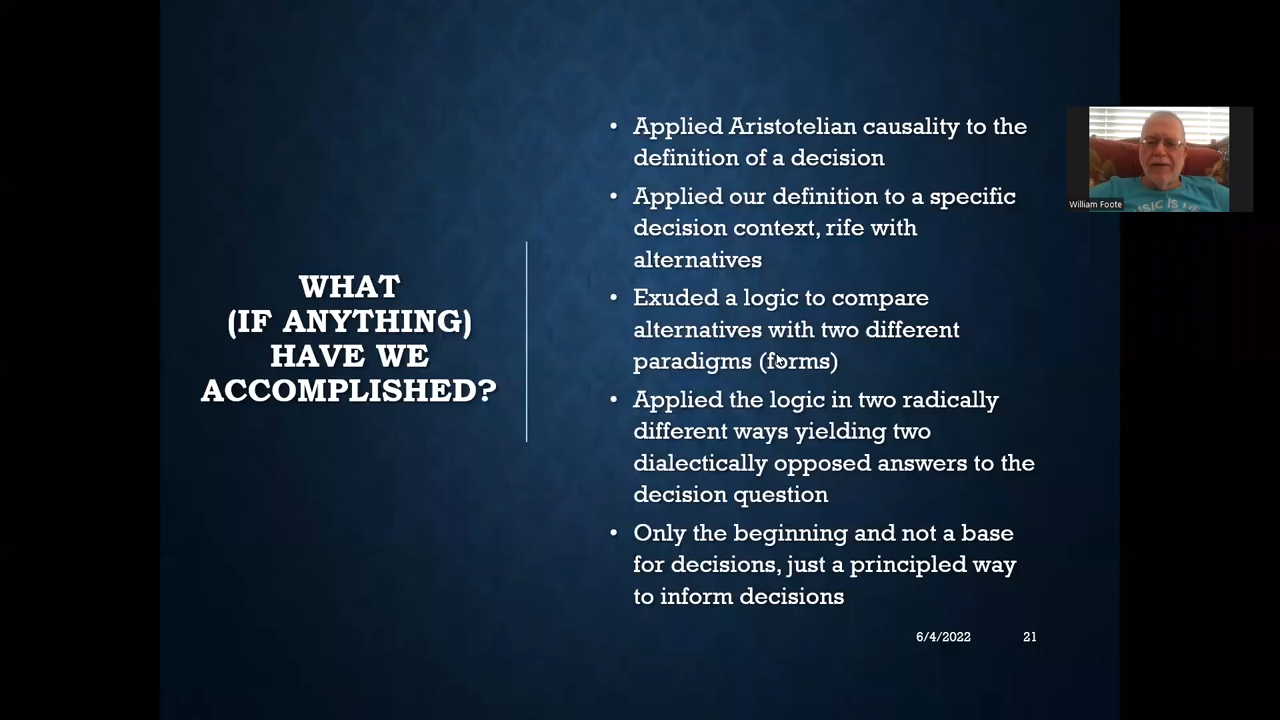 WHAT
(IF ANYTHING)
HAVE WE
ACCOMPLISHED?
• Applied Aristotelian causality to the
definition of a decision
• Applied our definition to a specific
decision context, rife with
alternatives
• Exuded a logic to compare
alternatives with two different
paradigms (forms)
• Applied the logic in two radically
different ways yielding two
dialectically opposed answers to the
decision question
• Only the beginning and not a base
for decisions, just a principled way
to inform decisions
6/4/2022 21
William Foote